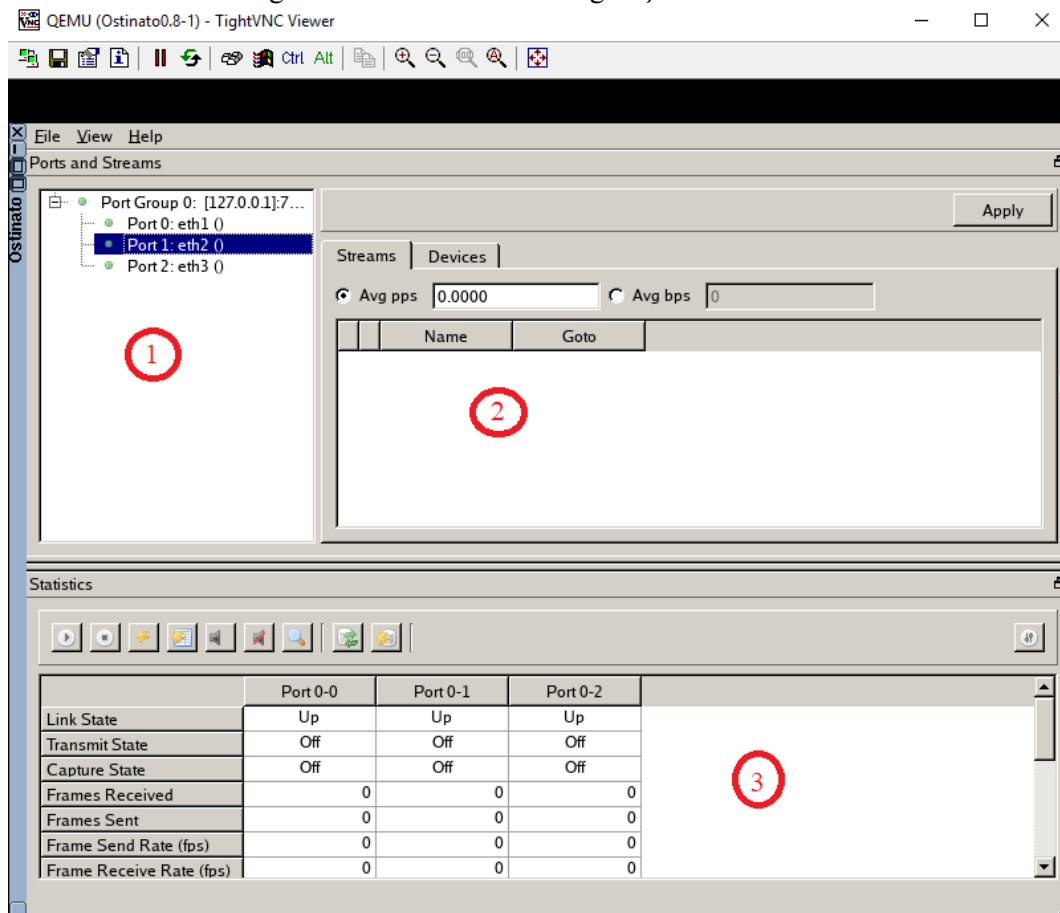 QEMU (Ostinato0.8-1) - TightVNC Viewer
Ctrl Alt
File View Help
Ports and Streams
Ostinato
Port Group 0: [127.0.0.1]:7...
Port 0: eth1 ()
Port 1: eth2 ()
Port 2: eth3 ()
1
Apply
Streams Devices
Avg pps 0.0000 Avg bps 0
Name Goto
2
Statistics
Port 0-0 Port 0-1 Port 0-2
Link State Up Up Up
Transmit State Off Off Off
Capture State Off Off Off
Frames Received 0 0 0
Frames Sent 0 0 0
Frame Send Rate (fps) 0 0 0
Frame Receive Rate (fps) 0 0 0
3